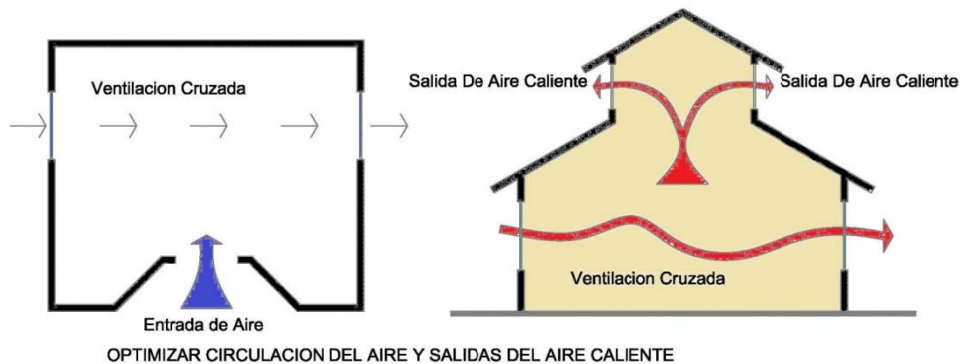 Ventilacion Cruzada
Entrada de Aire
Salida De Aire Caliente
Salida De Aire Caliente
Ventilacion Cruzada
OPTIMIZAR CIRCULACION DEL AIRE Y SALIDAS DEL AIRE CALIENTE